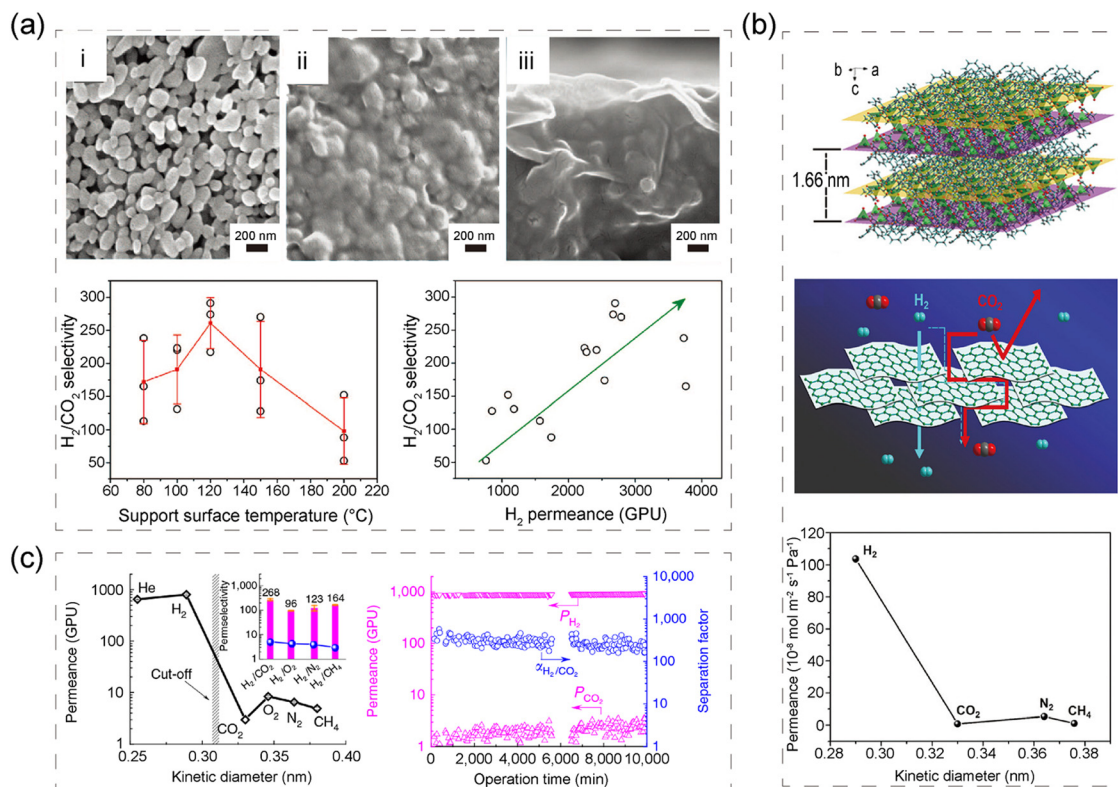 (a)
i
ii
iii
200 nm
200 nm
200 nm
H₂/CO₂ selectivity
300
250
200
150
100
50
60 80 100 120 140 160 180 200 220
Support surface temperature (°C)
H₂/CO₂ selectivity
300
250
200
150
100
50
1000 2000 3000 4000
H₂ permeance (GPU)
(b)
b a
c
1.66 nm
H₂
CO₂
Permeance (10⁻⁸ mol m⁻² s⁻¹ Pa⁻¹)
120
100
80
60
40
20
0
H₂
CO₂
N₂
CH₄
0.28 0.30 0.32 0.34 0.36 0.38
Kinetic diameter (nm)
(c)
Permeance (GPU)
1,000
100
10
1
He
H₂
Cut-off
CO₂
O₂
N₂
CH₄
0.25 0.30 0.35 0.40
Kinetic diameter (nm)
Permselectivity
1,000
100
10
1
268
96
123
164
H₂/CO₂
H₂/O₂
H₂/N₂
H₂/CH₄
Permeance (GPU)
1,000
100
10
1
P H₂
α H₂/CO₂
P CO₂
0 2,000 4,000 6,000 8,000 10,000
Operation time (min)
10,000
1,000
100
10
1
Separation factor